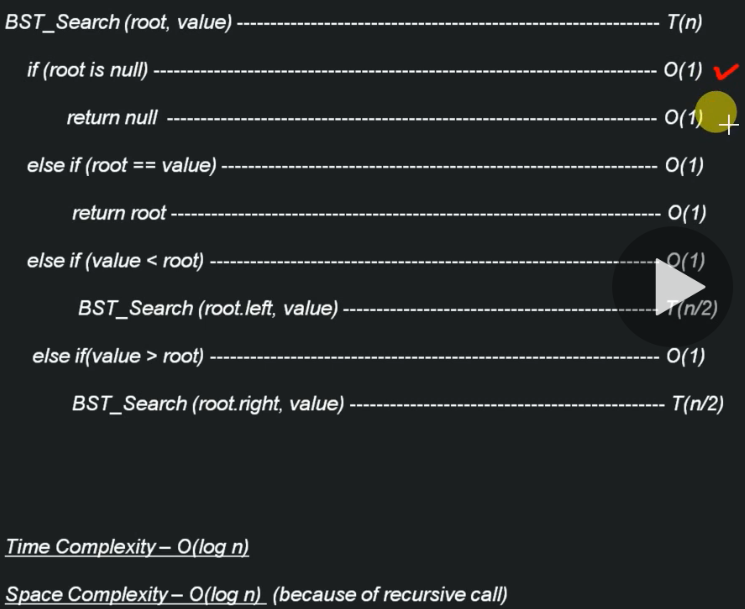 BST_Search (root, value) --------------------------------------------------------------- T(n)
if (root is null) --------------------------------------------------------------------------- O(1)
return null ------------------------------------------------------------------------- O(1)
else if (root == value) ----------------------------------------------------------------- O(1)
return root ------------------------------------------------------------------------- O(1)
else if (value < root) ------------------------------------------------------------------- O(1)
BST_Search (root.left, value) ----------------------------------------------- T(n/2)
else if(value > root) ------------------------------------------------------------------- O(1)
BST_Search (root.right, value) ----------------------------------------------- T(n/2)
Time Complexity – O(log n)
Space Complexity – O(log n) (because of recursive call)